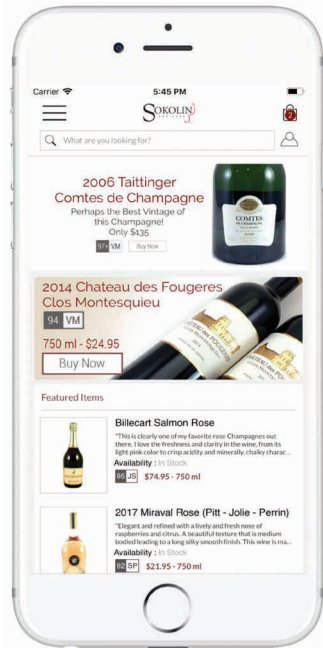 Carrier 5:45 PM
SOKOLIN
2
What are you looking for?
2006 Taittinger
Comtes de Champagne
Perhaps the Best Vintage of
this Champagne!
Only $135
97+ VM Buy Now
COMTES
2014 Chateau des Fougeres
Clos Montesquieu
94 VM
750 ml - $24.95
Buy Now
CHATEAU DES FOUGERES
Featured Items
Billecart Salmon Rose
"This is clearly one of my favorite rose Champagnes out
there. I love the freshness and clarity in the wine, from its
light pink color to crisp acidity and minerally, chalky charac...
Availability : In Stock
95 JS $74.95 - 750 ml
2017 Miraval Rose (Pitt - Jolie - Perrin)
"Elegant and refined with a lively and fresh nose of
raspberries and citrus. A beautiful texture that is medium
bodied leading to a long silky smooth finish. This wine is ma...
Availability : In Stock
92 SP $21.95 - 750 ml